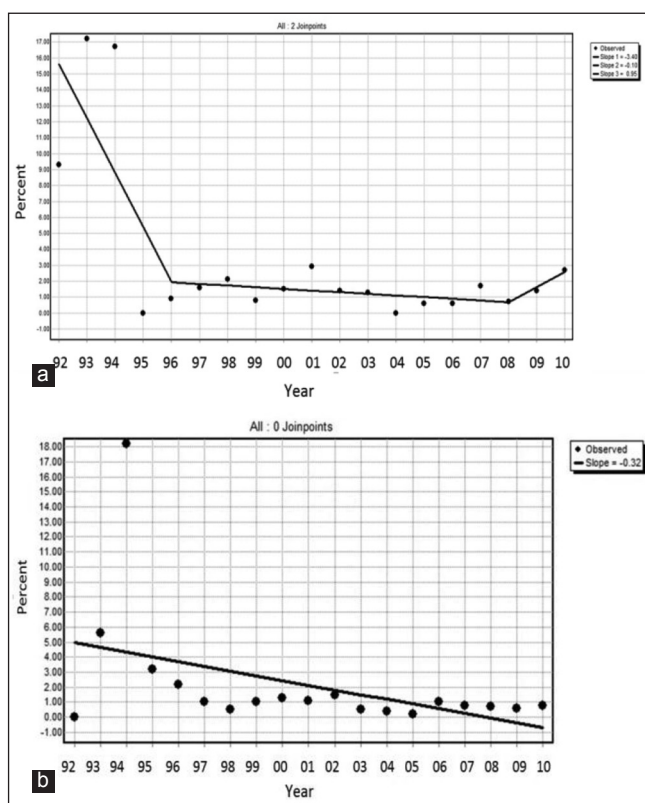 All : 2 Joinpoints
17.00
16.00
15.00
14.00
13.00
12.00
11.00
10.00
9.00
8.00
7.00
6.00
5.00
4.00
3.00
2.00
1.00
0.00
-1.00
Percent
Observed
Slope 1 = -3.40
Slope 2 = -0.10
Slope 3 = 0.95
92 93 94 95 96 97 98 99 00 01 02 03 04 05 06 07 08 09 10
a
Year
All : 0 Joinpoints
18.00
17.00
16.00
15.00
14.00
13.00
12.00
11.00
10.00
9.00
8.00
7.00
6.00
5.00
4.00
3.00
2.00
1.00
0.00
-1.00
Percent
Observed
Slope = -0.32
92 93 94 95 96 97 98 99 00 01 02 03 04 05 06 07 08 09 10
b
Year